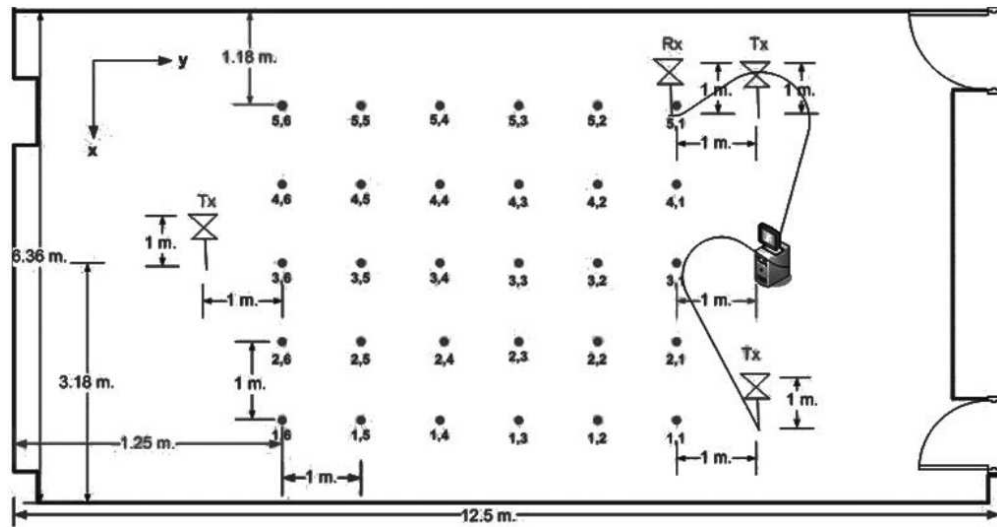 1.18 m.
y
x
Rx
Tx
1 m.
1 m.
5,6
5,5
5,4
5,3
5,2
5,1
1 m.
4,6
4,5
4,4
4,3
4,2
4,1
Tx
1 m.
6.36 m.
3,6
3,5
3,4
3,3
3,2
1 m.
1 m.
2,6
2,5
2,4
2,3
2,2
2,1
Tx
1 m.
3.18 m.
1 m.
1,6
1,5
1,4
1,3
1,2
1,1
1.25 m.
1 m.
1 m.
12.5 m.